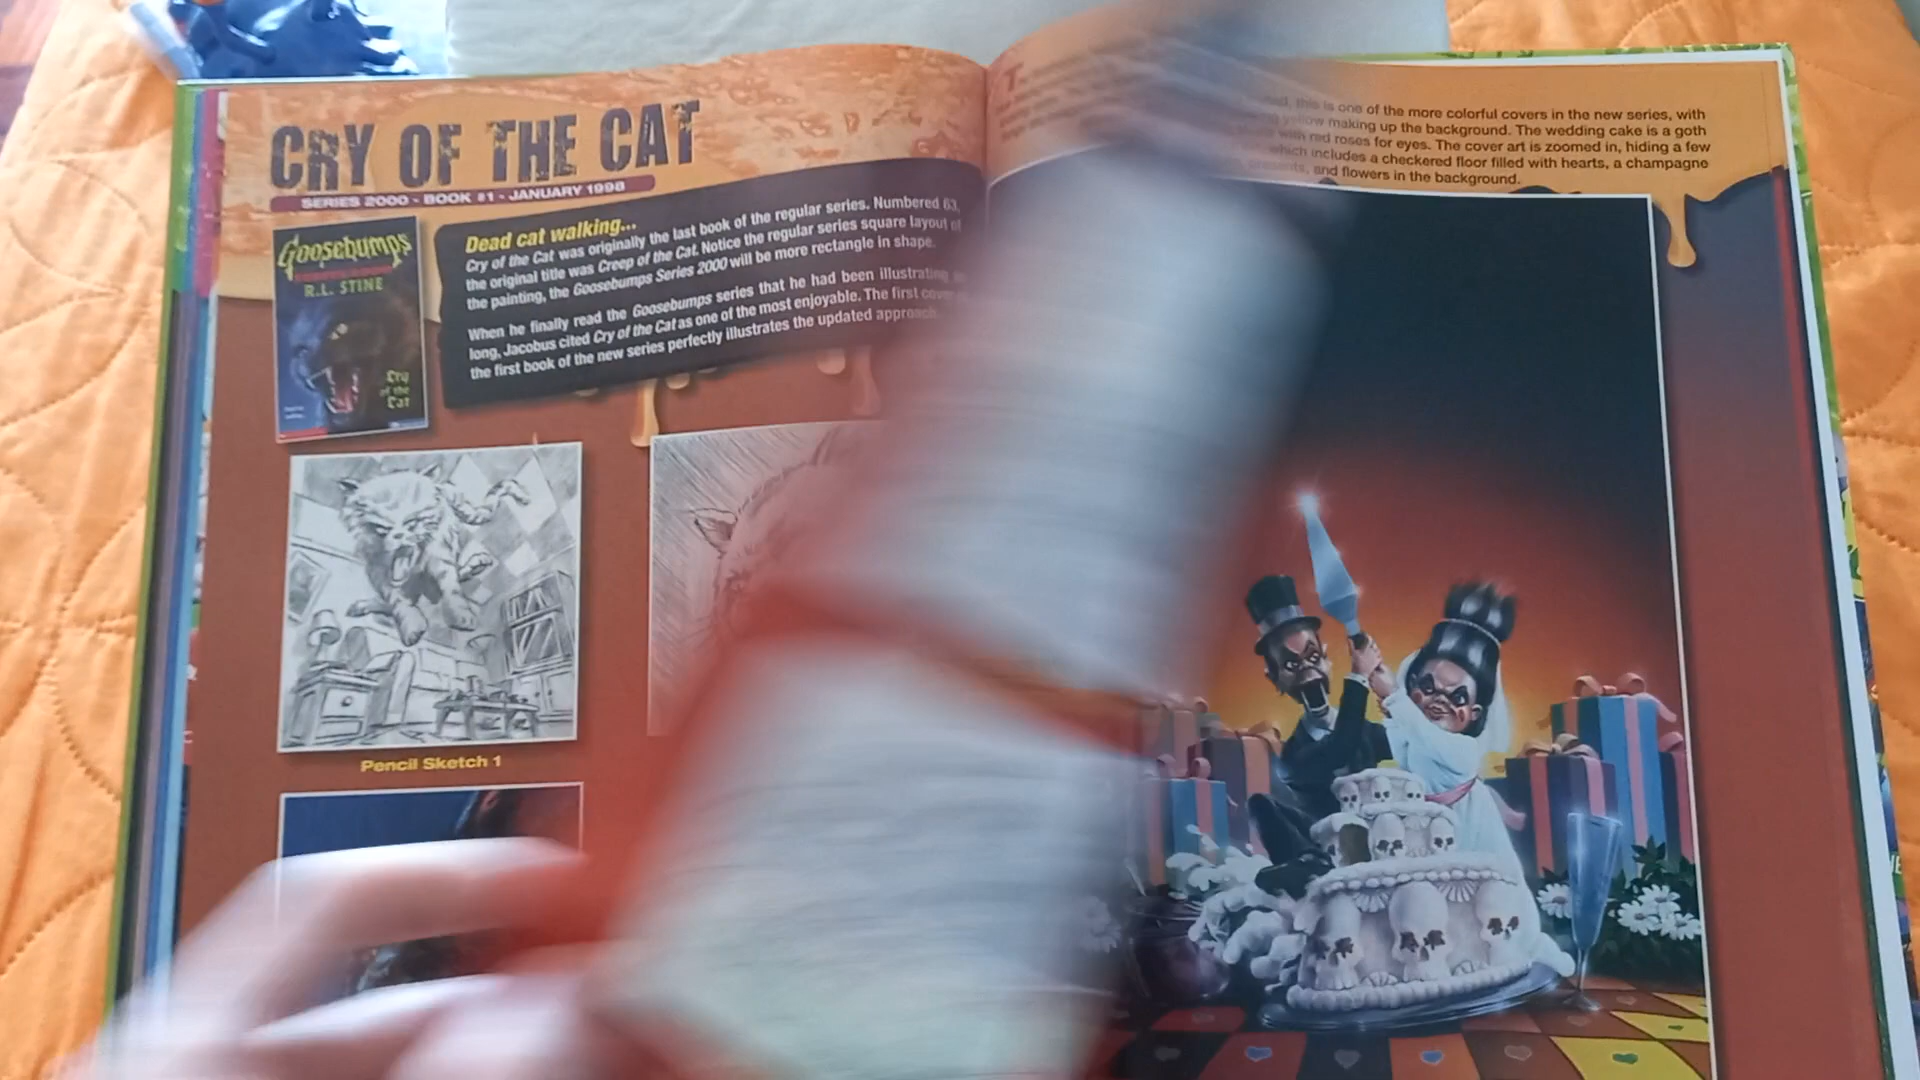 CRY OF THE CAT
SERIES 2000 - BOOK #1 - JANUARY 1998
Goosebumps
R.L. STINE
Cry
of the
Cat
Dead cat walking...
Cry of the Cat was originally the last book of the regular series. Numbered 63,
the original title was Creep of the Cat. Notice the regular series square layout of
the painting, the Goosebumps Series 2000 will be more rectangle in shape.
When he finally read the Goosebumps series that he had been illustrating
long, Jacobus cited Cry of the Cat as one of the most enjoyable. The first cover
the first book of the new series perfectly illustrates the updated approach
Pencil Sketch 1
this is one of the more colorful covers in the new series, with
yellow making up the background. The wedding cake is a goth
with red roses for eyes. The cover art is zoomed in, hiding a few
which includes a checkered floor filled with hearts, a champagne
presents, and flowers in the background.